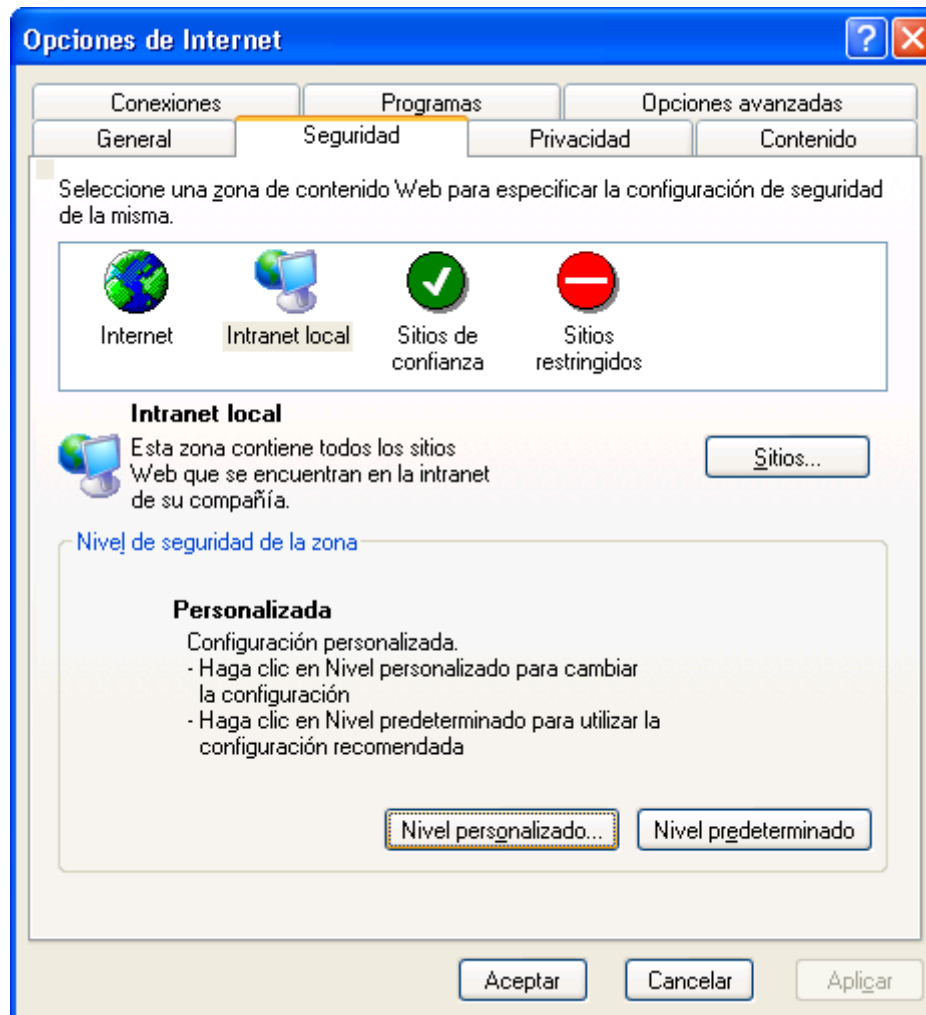 Opciones de Internet
Conexiones Programas Opciones avanzadas
General Seguridad Privacidad Contenido
Seleccione una zona de contenido Web para especificar la configuración de seguridad
de la misma.
Internet Intranet local Sitios de confianza Sitios restringidos
Intranet local
Esta zona contiene todos los sitios
Web que se encuentran en la intranet
de su compañía.
Sitios...
Nivel de seguridad de la zona
Personalizada
Configuración personalizada.
- Haga clic en Nivel personalizado para cambiar
la configuración
- Haga clic en Nivel predeterminado para utilizar la
configuración recomendada
Nivel personalizado... Nivel predeterminado
Aceptar Cancelar Aplicar